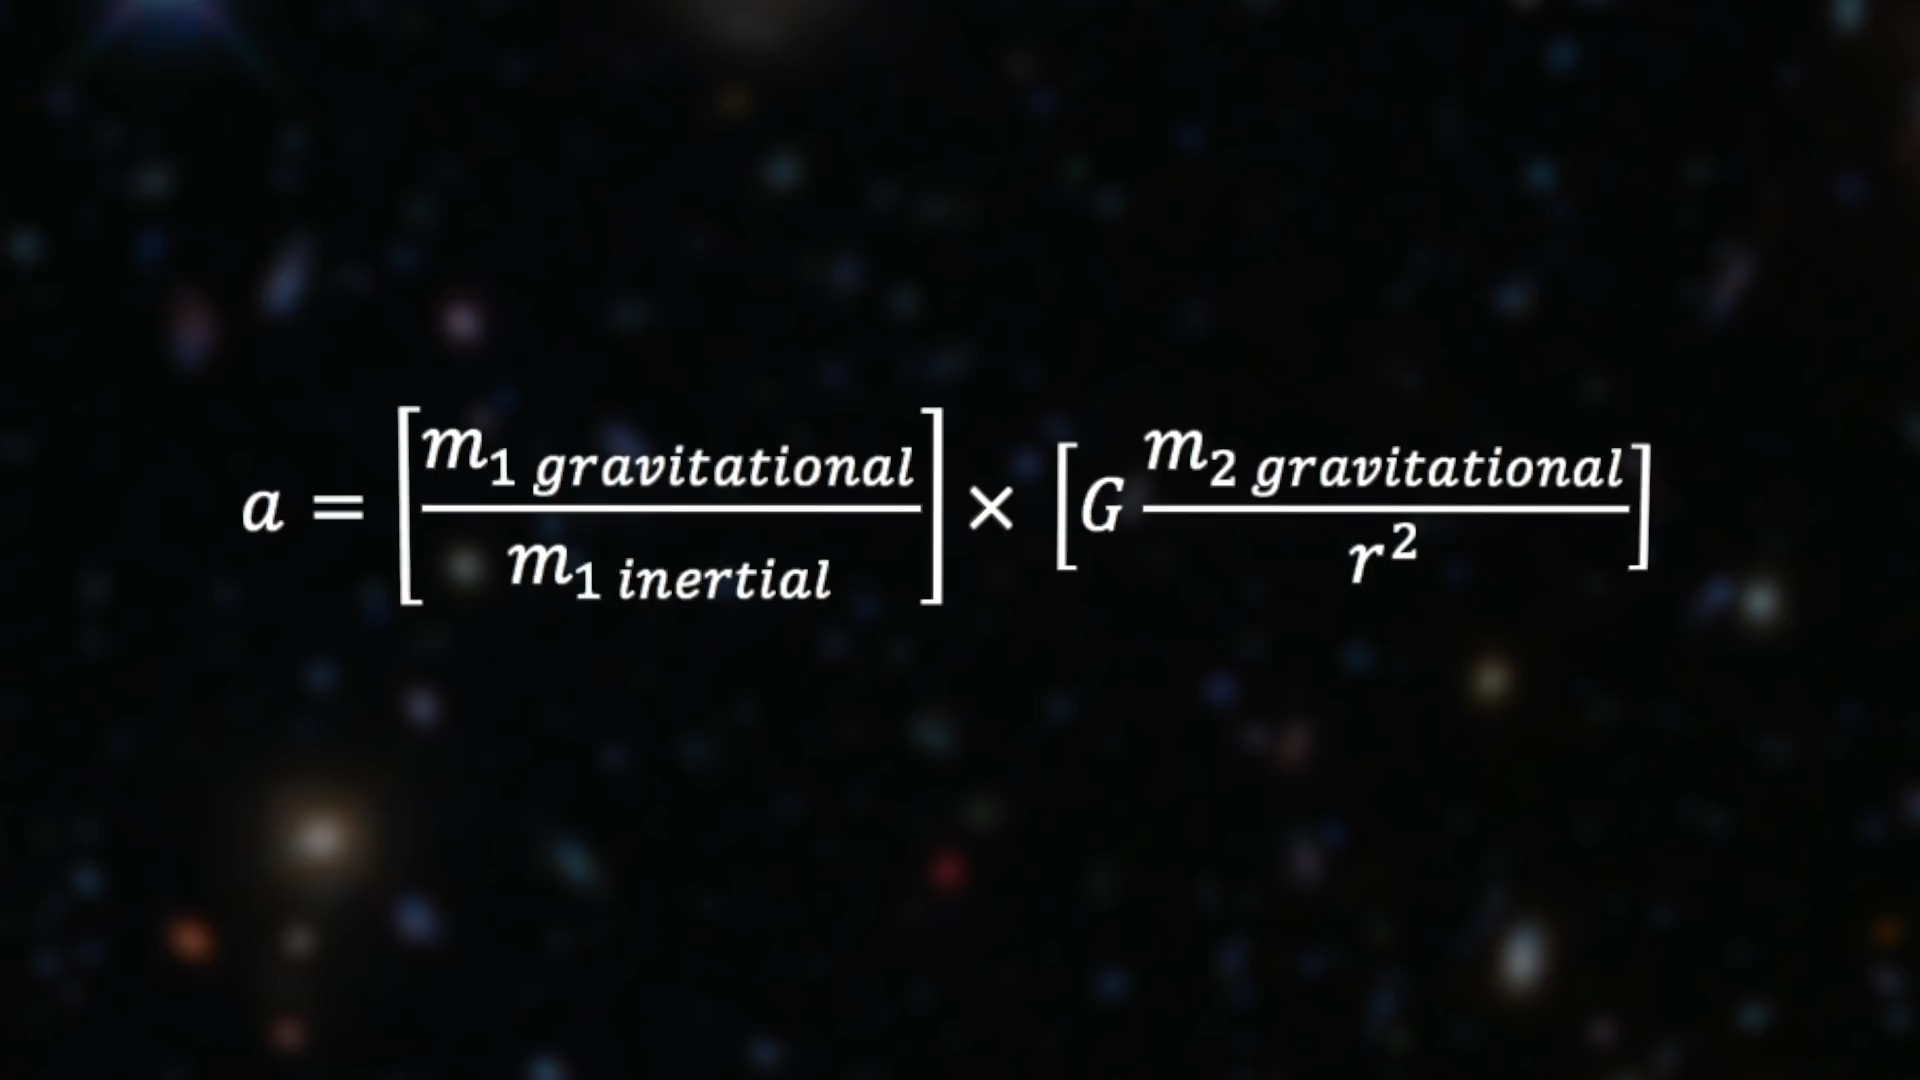 a = [m₁ gravitational / m₁ inertial] × [G m₂ gravitational / r²]